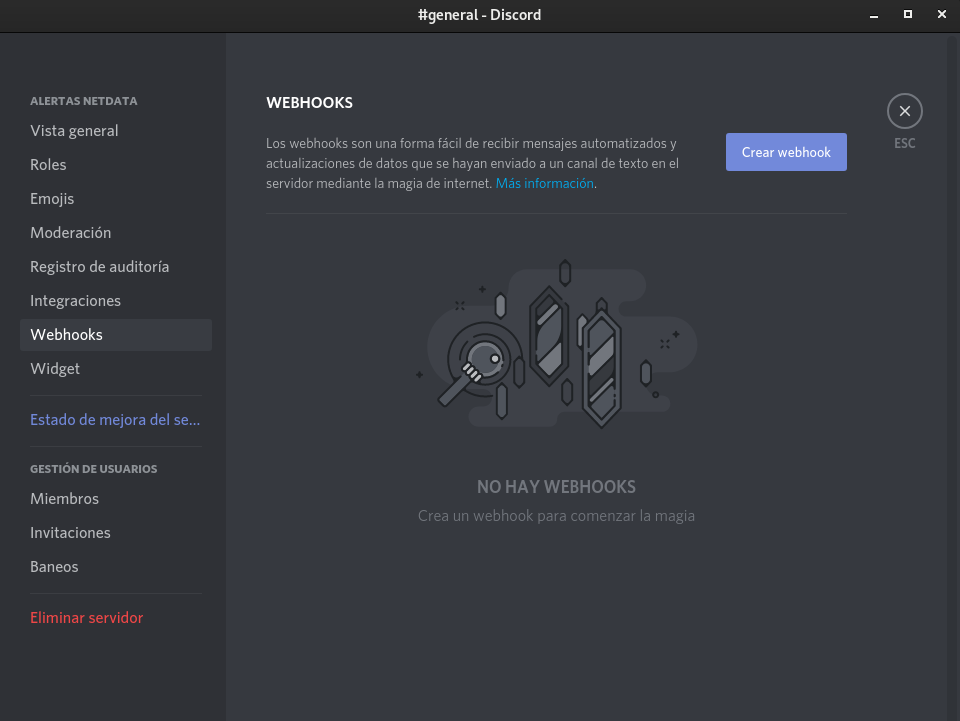 #general - Discord
ALERTAS NETDATA
Vista general
Roles
Emojis
Moderación
Registro de auditoría
Integraciones
Webhooks
Widget
Estado de mejora del se...
GESTIÓN DE USUARIOS
Miembros
Invitaciones
Baneos
Eliminar servidor
WEBHOOKS
Los webhooks son una forma fácil de recibir mensajes automatizados y
actualizaciones de datos que se hayan enviado a un canal de texto en el
servidor mediante la magia de internet. Más información.
Crear webhook
ESC
NO HAY WEBHOOKS
Crea un webhook para comenzar la magia